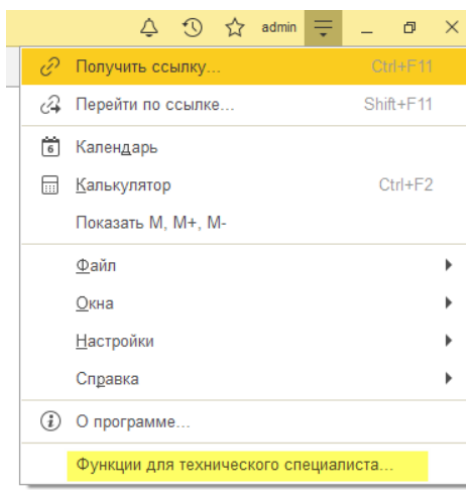 admin
Получить ссылку... Ctrl+F11
Перейти по ссылке... Shift+F11
6 Календарь
Калькулятор Ctrl+F2
Показать M, M+, M-
Файл
Окна
Настройки
Справка
О программе...
Функции для технического специалиста...